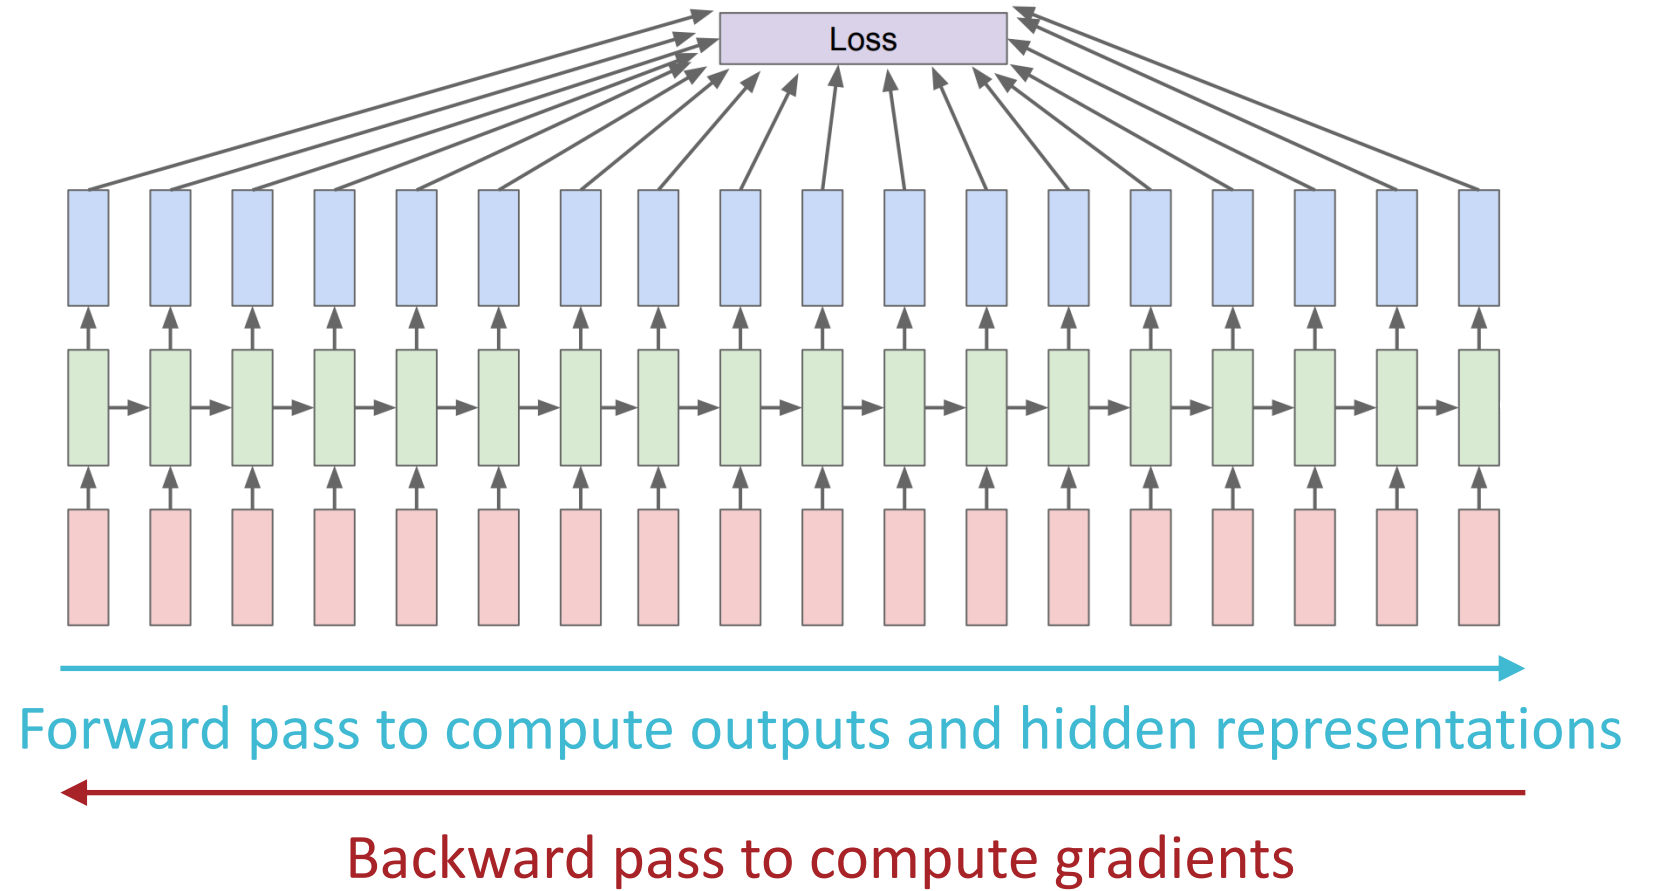 Loss
Forward pass to compute outputs and hidden representations
Backward pass to compute gradients